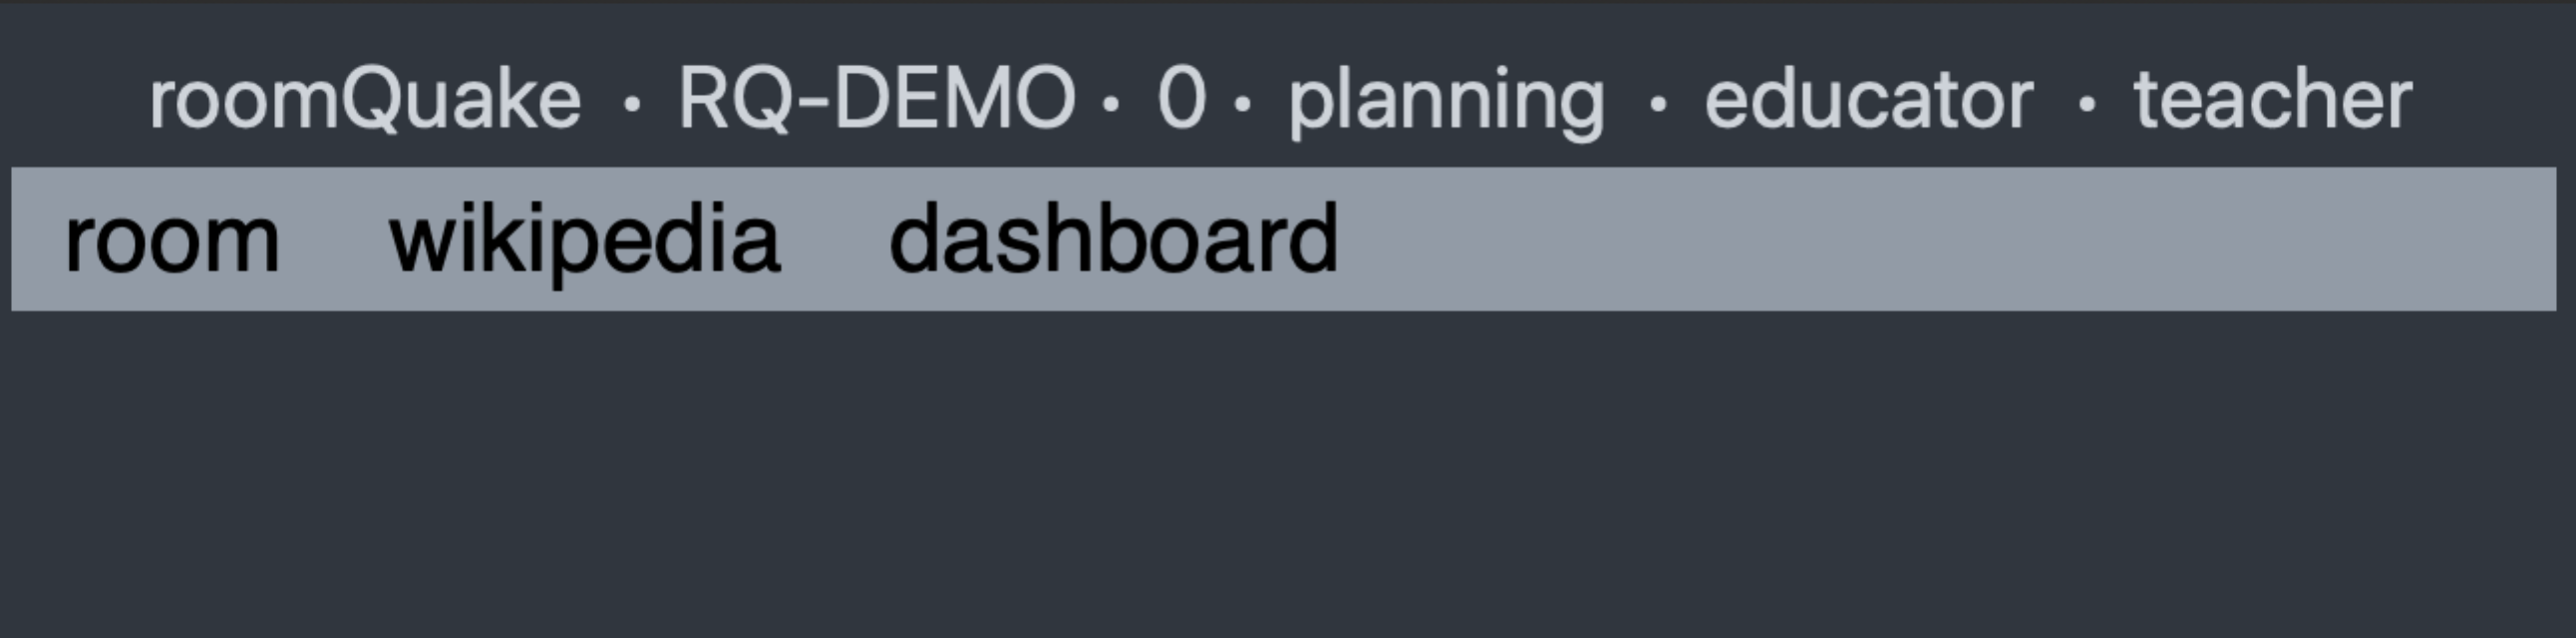 roomQuake · RQ-DEMO · 0 · planning · educator · teacher
room wikipedia dashboard